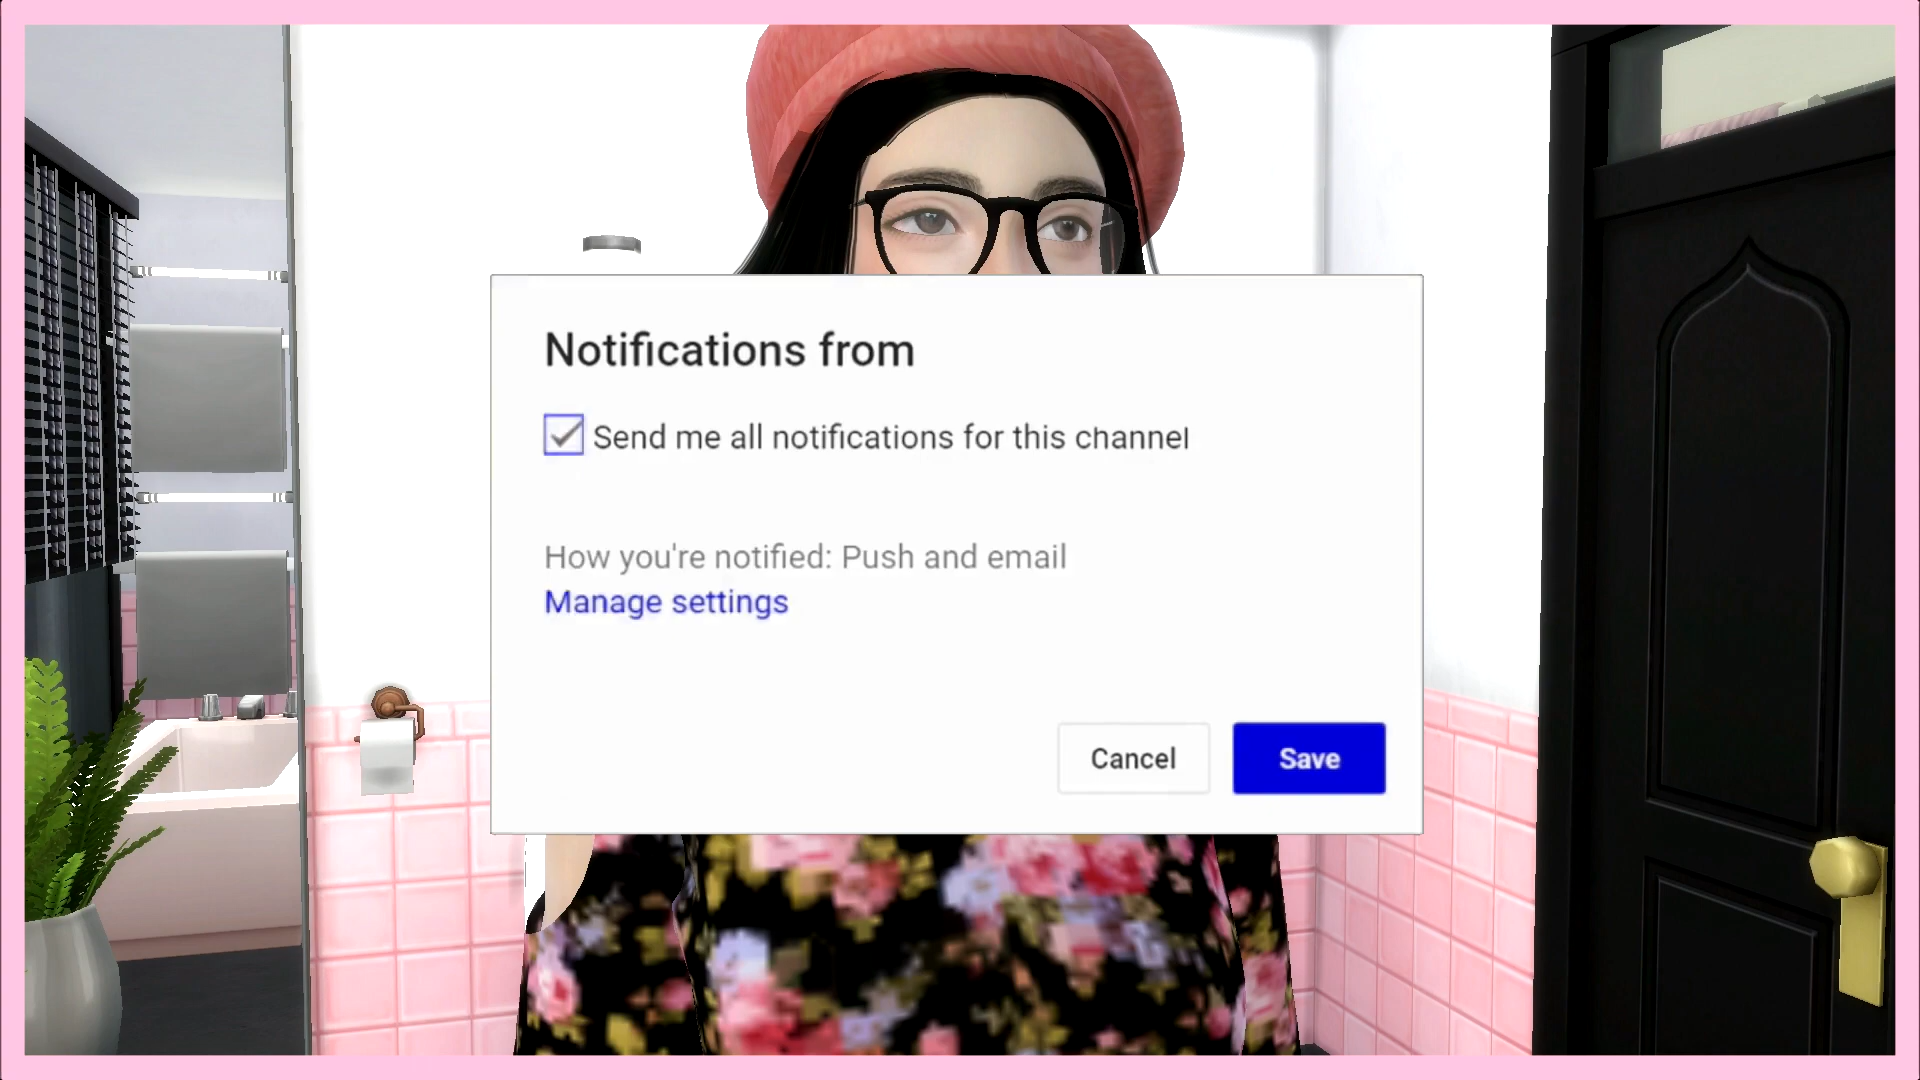 Notifications from
Send me all notifications for this channel
How you're notified: Push and email
Manage settings
Cancel
Save